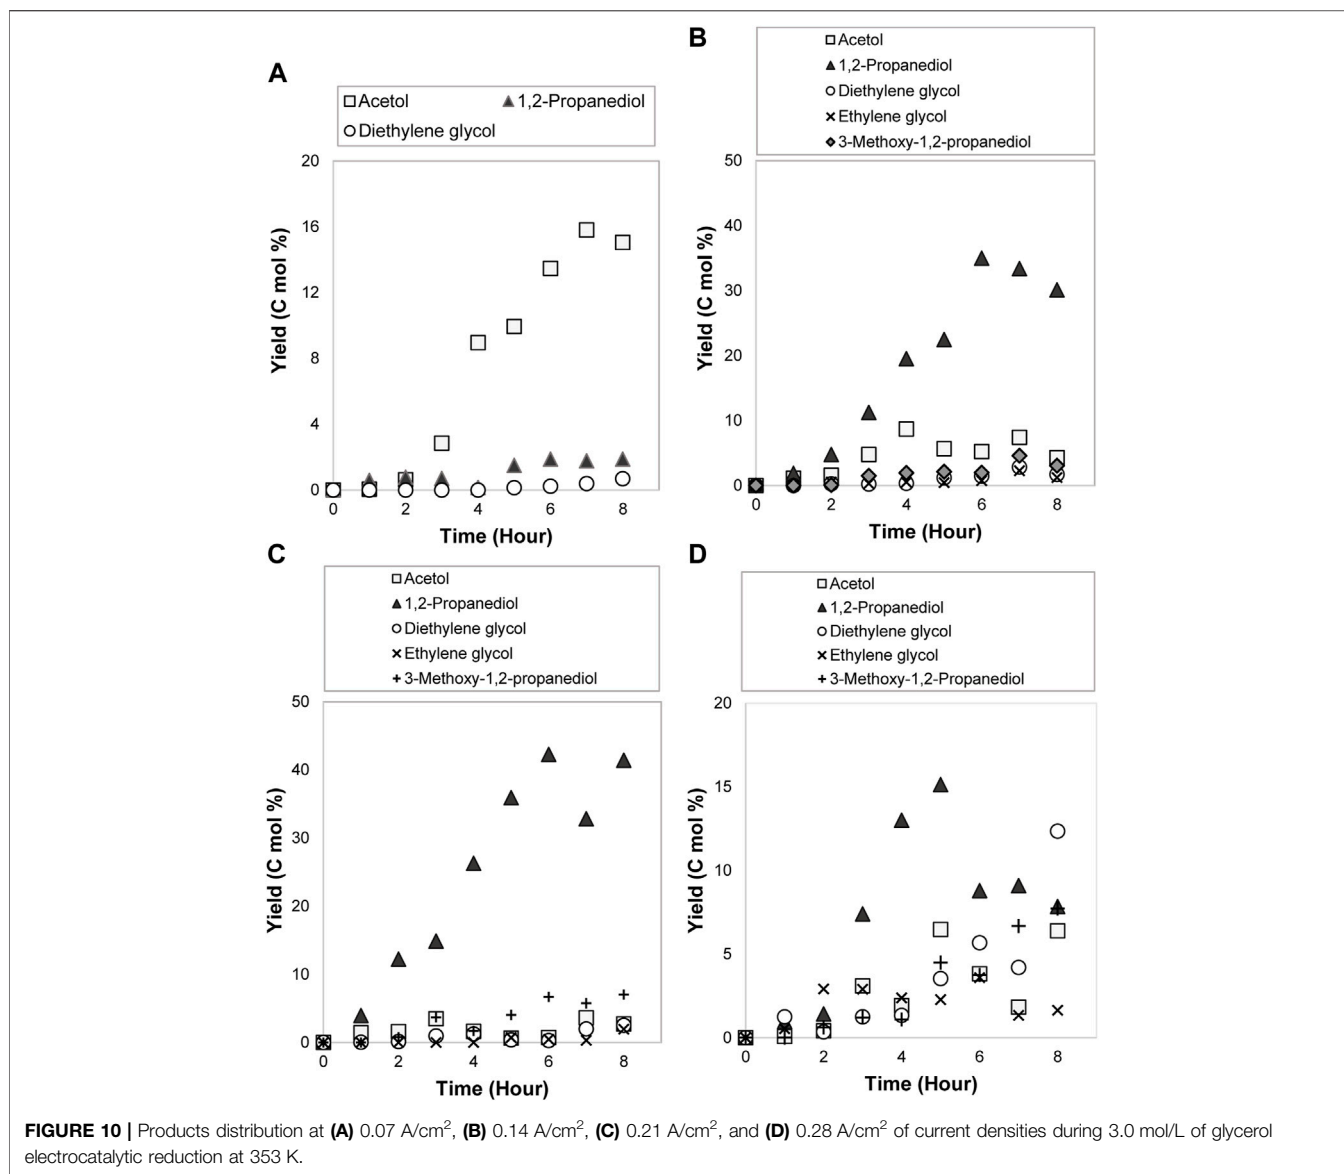 A
Acetol
1,2-Propanediol
Diethylene glycol
20
16
12
8
4
0
Yield (C mol %)
0 2 4 6 8
Time (Hour)
B
Acetol
1,2-Propanediol
Diethylene glycol
Ethylene glycol
3-Methoxy-1,2-propanediol
50
40
30
20
10
0
Yield (C mol %)
0 2 4 6 8
Time (Hour)
C
Acetol
1,2-Propanediol
Diethylene glycol
Ethylene glycol
3-Methoxy-1,2-propanediol
50
40
30
20
10
0
Yield (C mol %)
0 2 4 6 8
Time (Hour)
D
Acetol
1,2-Propanediol
Diethylene glycol
Ethylene glycol
3-Methoxy-1,2-Propanediol
20
15
10
5
0
Yield (C mol %)
0 2 4 6 8
Time (Hour)
FIGURE 10 | Products distribution at (A) 0.07 A/cm², (B) 0.14 A/cm², (C) 0.21 A/cm², and (D) 0.28 A/cm² of current densities during 3.0 mol/L of glycerol
electrocatalytic reduction at 353 K.